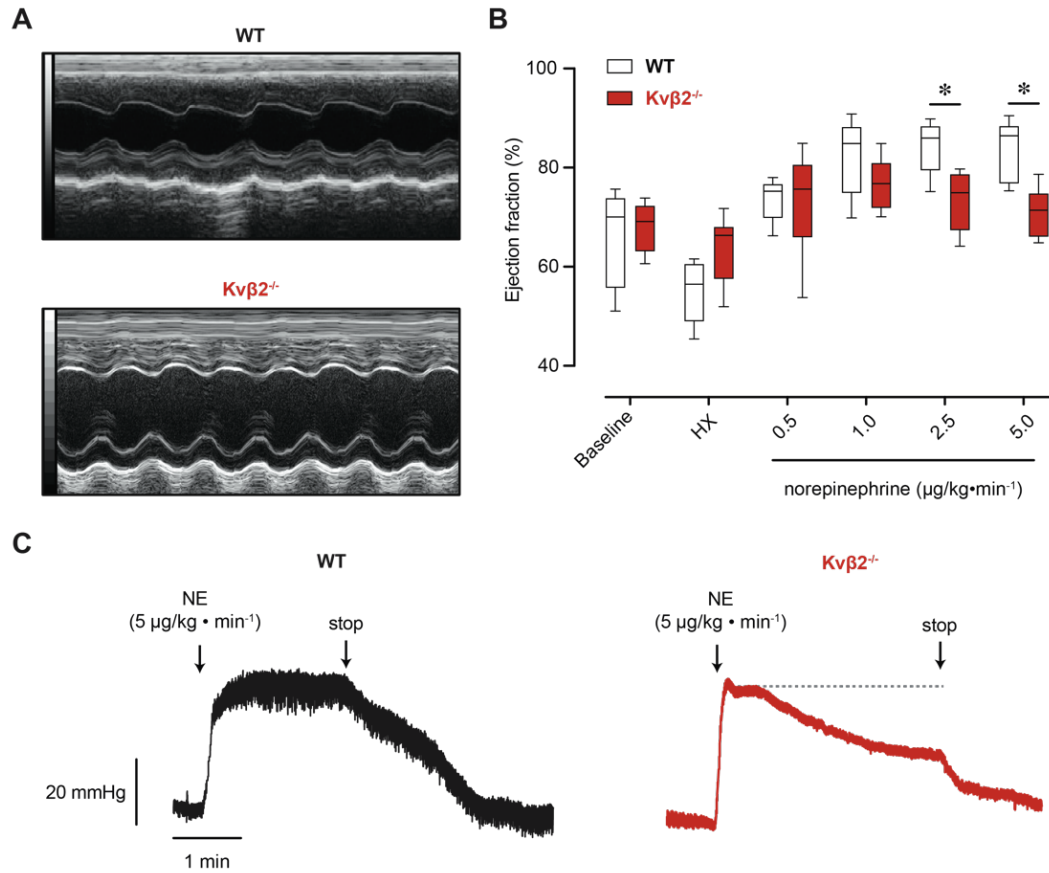 A
WT
Kvβ2⁻/⁻
B
100
80
60
40
Ejection fraction (%)
WT
Kvβ2⁻/⁻
*
*
Baseline
HX
0.5
1.0
2.5
5.0
norepinephrine (µg/kg•min⁻¹)
C
WT
NE
(5 µg/kg • min⁻¹)
stop
20 mmHg
1 min
Kvβ2⁻/⁻
NE
(5 µg/kg • min⁻¹)
stop